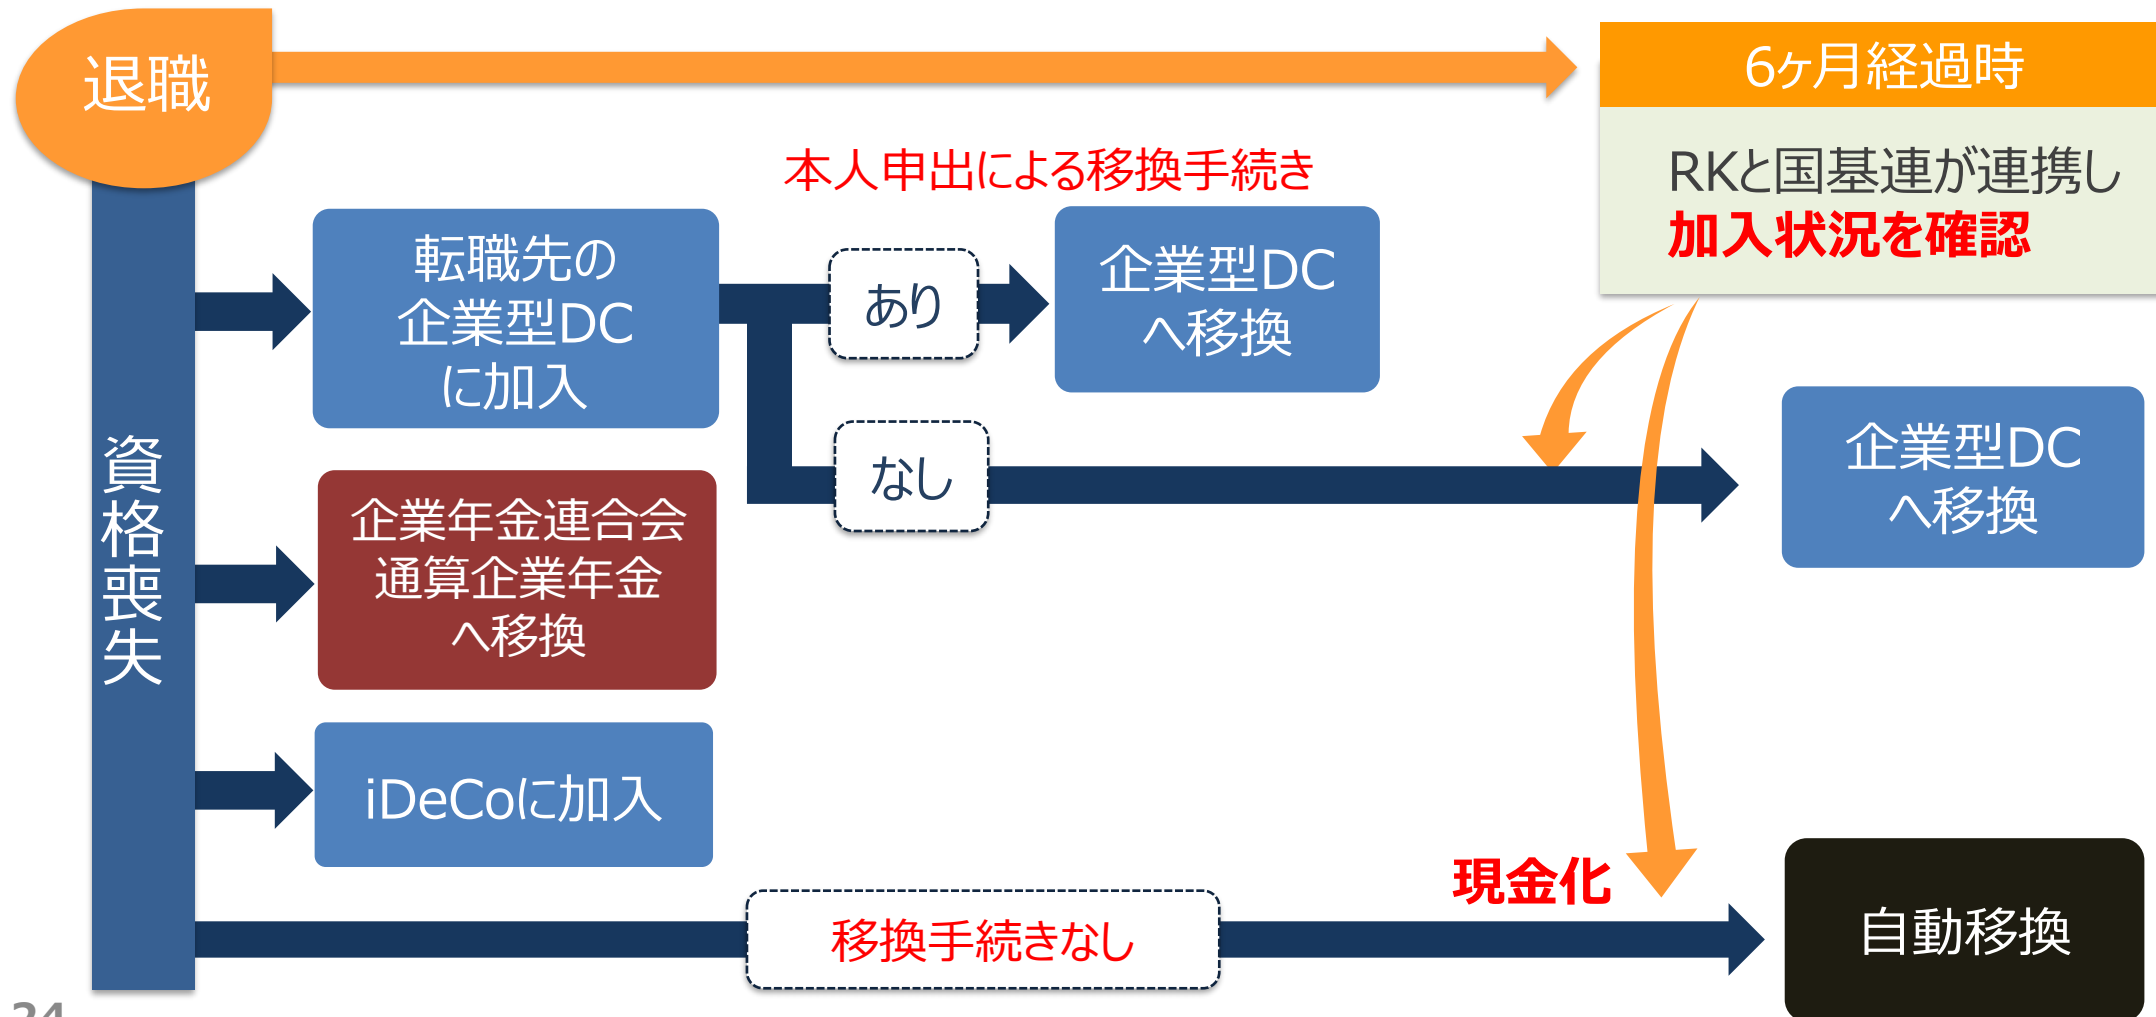 退職
6ヶ月経過時
RKと国基連が連携し
加入状況を確認
本人申出による移換手続き
転職先の
企業型DC
に加入
あり
企業型DC
へ移換
なし
企業型DC
へ移換
資格喪失
企業年金連合会
通算企業年金
へ移換
iDeCoに加入
現金化
移換手続きなし
自動移換
24